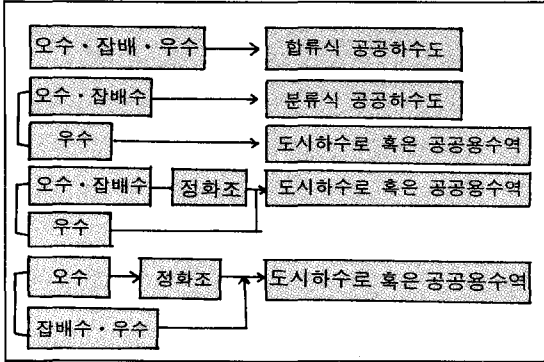 오수·잡배·우수 합류식 공공하수도
오수·잡배수 분류식 공공하수도
우수 도시하수로 혹은 공공용수역
오수·잡배수 정화조 도시하수로 혹은 공공용수역
우수
오수 정화조 도시하수로 혹은 공공용수역
잡배수·우수